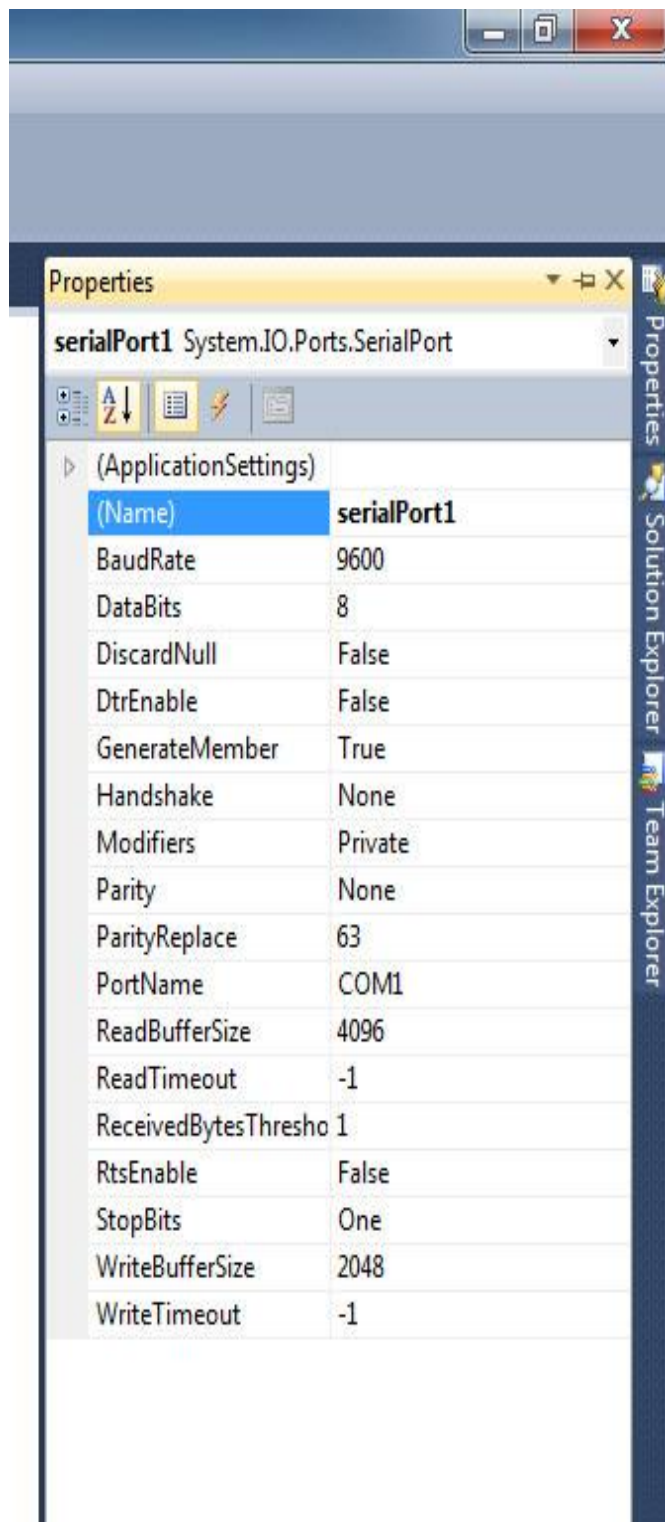 Properties
serialPort1 System.IO.Ports.SerialPort
(ApplicationSettings)
(Name) serialPort1
BaudRate 9600
DataBits 8
DiscardNull False
DtrEnable False
GenerateMember True
Handshake None
Modifiers Private
Parity None
ParityReplace 63
PortName COM1
ReadBufferSize 4096
ReadTimeout -1
ReceivedBytesThresho 1
RtsEnable False
StopBits One
WriteBufferSize 2048
WriteTimeout -1
Properties
Solution Explorer
Team Explorer